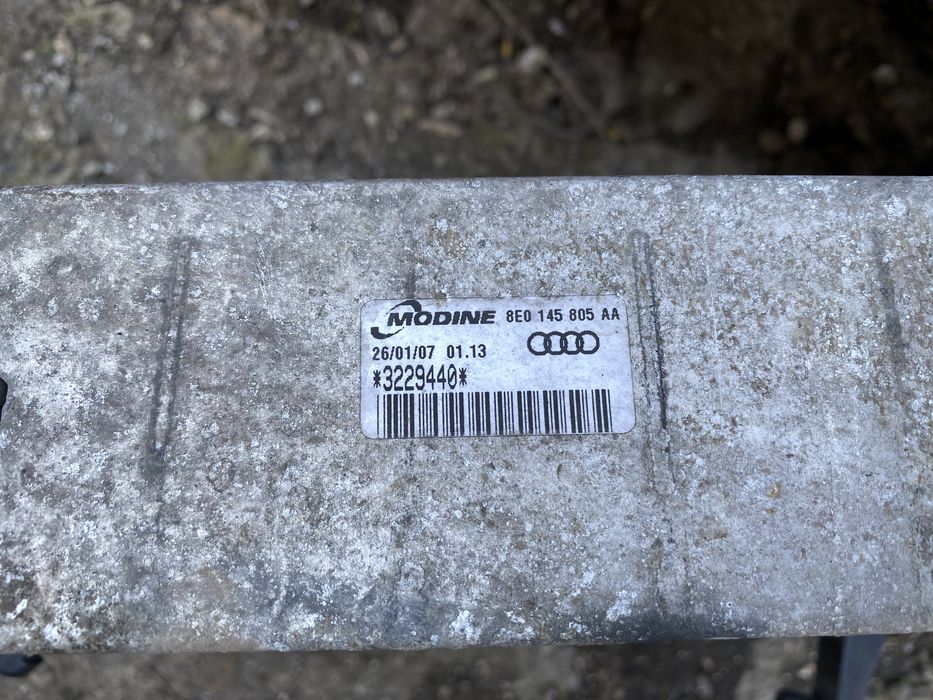 MODINE 8E0 145 805 AA
26/01/07 01.13
*3229440*